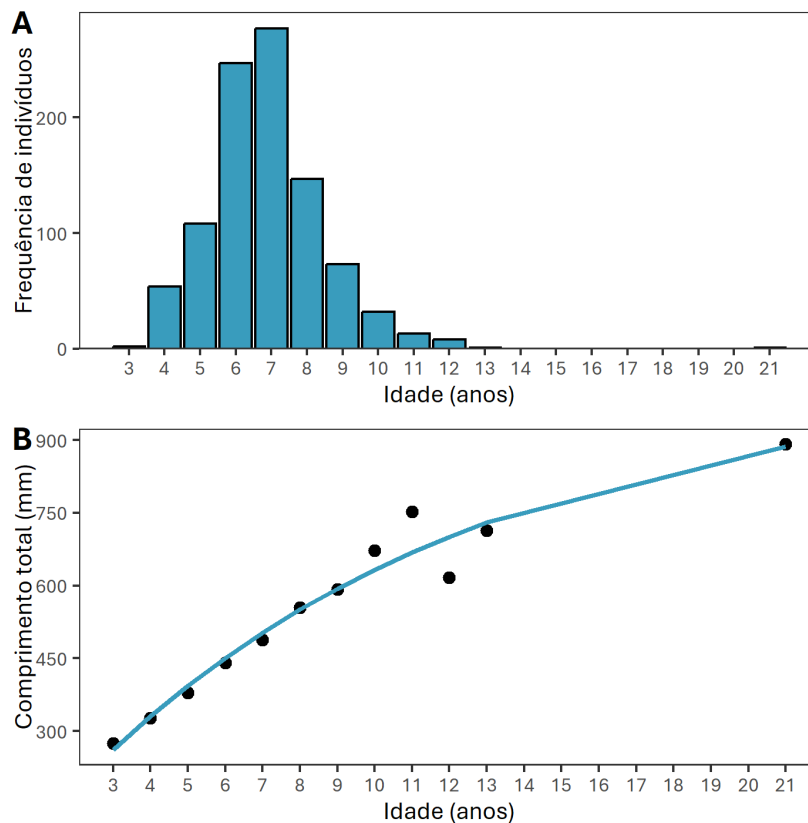 A
Frequência de indivíduos
200
100
0
3 4 5 6 7 8 9 10 11 12 13 14 15 16 17 18 19 20 21
Idade (anos)
B
Comprimento total (mm)
900
750
600
450
300
3 4 5 6 7 8 9 10 11 12 13 14 15 16 17 18 19 20 21
Idade (anos)